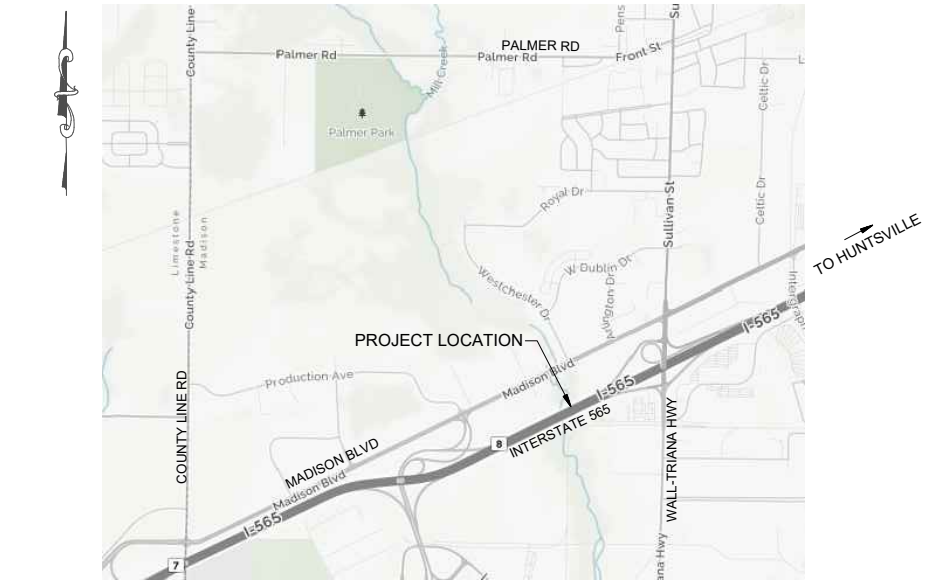 County Line
Pens
Su
PALMER RD
Palmer Rd
Palmer Rd
Front St
L
Mill Creek
Celtic Dr
Palmer Park
Royal Dr
Sullivan St
Celtic Dr
Limestone
Madison
County Line Rd
TO HUNTSVILLE
Westchester Dr
W Dublin Dr
Arlington Dr
I-565
PROJECT LOCATION
Madison Blvd
Production Ave
I-565
COUNTY LINE RD
INTERSTATE 565
8
WALL-TRIANA HWY
MADISON BLVD
Madison Blvd
I-565
7
ana Hwy